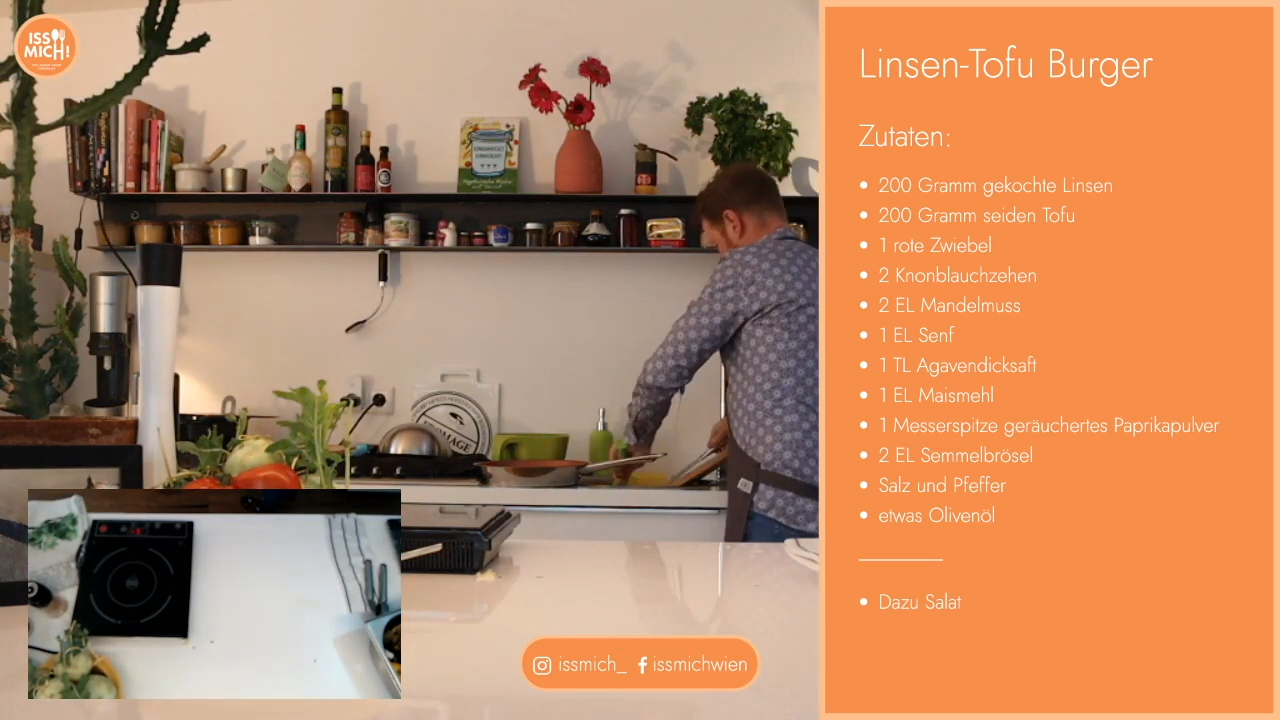 ISS
MICH!
Linsen-Tofu Burger
Zutaten:
200 Gramm gekochte Linsen
200 Gramm seiden Tofu
1 rote Zwiebel
2 Knonblauchzehen
2 EL Mandelmuss
1 EL Senf
1 TL Agavendicksaft
1 EL Maismehl
1 Messerspitze geräuchertes Paprikapulver
2 EL Semmelbrösel
Salz und Pfeffer
etwas Olivenöl
Dazu Salat
FROMAGE
issmich_ issmichwien